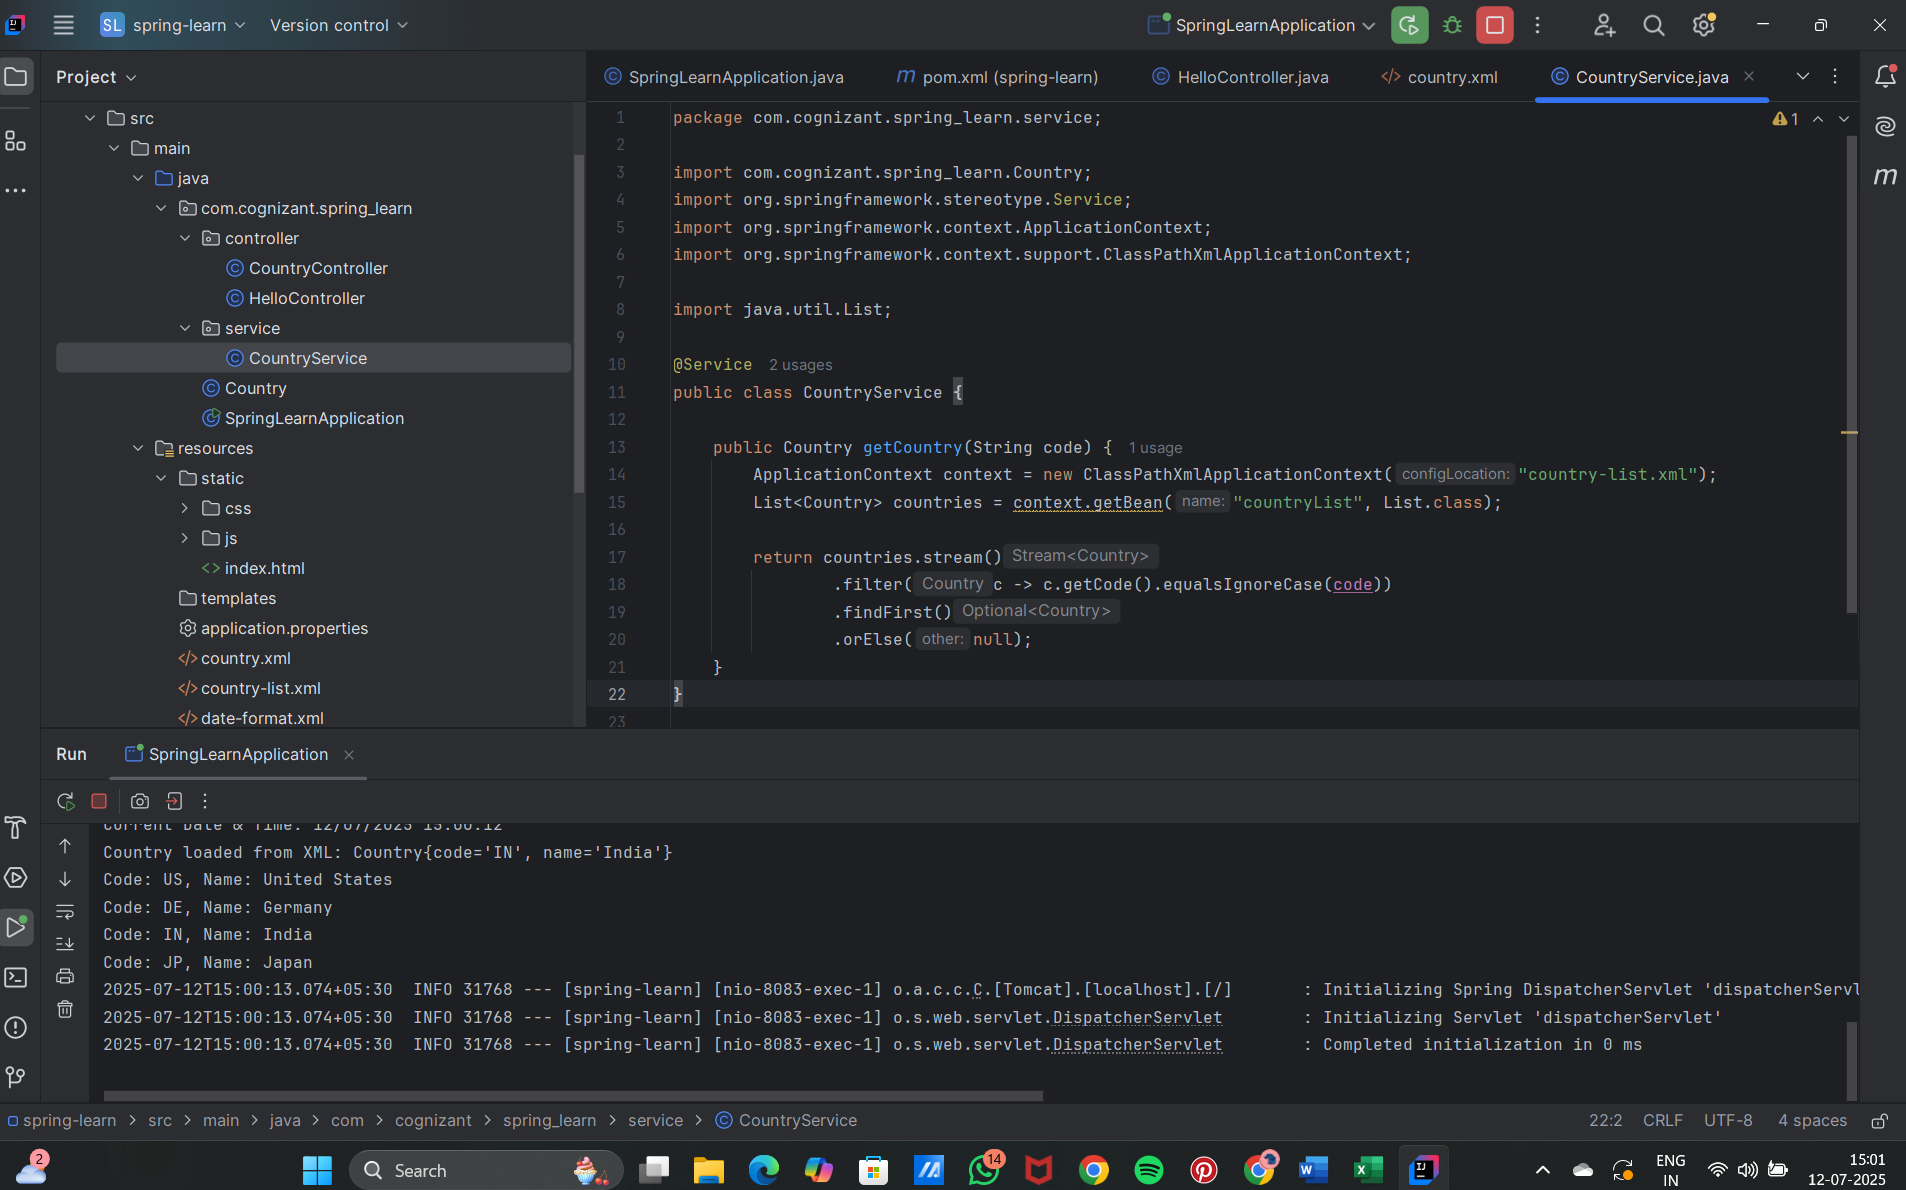 SL spring-learn Version control SpringLearnApplication
Project
src
main
java
com.cognizant.spring_learn
controller
CountryController
HelloController
service
CountryService
Country
SpringLearnApplication
resources
static
css
js
index.html
templates
application.properties
country.xml
country-list.xml
date-format.xml
SpringLearnApplication.java pom.xml (spring-learn) HelloController.java country.xml CountryService.java
1
1 package com.cognizant.spring_learn.service;
2
3 import com.cognizant.spring_learn.Country;
4 import org.springframework.stereotype.Service;
5 import org.springframework.context.ApplicationContext;
6 import org.springframework.context.support.ClassPathXmlApplicationContext;
7
8 import java.util.List;
9
10 @Service 2 usages
11 public class CountryService {
12
13 public Country getCountry(String code) { 1 usage
14 ApplicationContext context = new ClassPathXmlApplicationContext( configLocation: "country-list.xml");
15 List<Country> countries = context.getBean( name: "countryList", List.class);
16
17 return countries.stream() Stream<Country>
18 .filter( Country c -> c.getCode().equalsIgnoreCase(code))
19 .findFirst() Optional<Country>
20 .orElse( other: null);
21 }
22 }
23
Run SpringLearnApplication
Current Date & Time: 12/07/2025 15:00:12
Country loaded from XML: Country{code='IN', name='India'}
Code: US, Name: United States
Code: DE, Name: Germany
Code: IN, Name: India
Code: JP, Name: Japan
2025-07-12T15:00:13.074+05:30 INFO 31768 --- [spring-learn] [nio-8083-exec-1] o.a.c.c.C.[Tomcat].[localhost].[/] : Initializing Spring DispatcherServlet 'dispatcherServl
2025-07-12T15:00:13.074+05:30 INFO 31768 --- [spring-learn] [nio-8083-exec-1] o.s.web.servlet.DispatcherServlet : Initializing Servlet 'dispatcherServlet'
2025-07-12T15:00:13.074+05:30 INFO 31768 --- [spring-learn] [nio-8083-exec-1] o.s.web.servlet.DispatcherServlet : Completed initialization in 0 ms
spring-learn > src > main > java > com > cognizant > spring_learn > service > CountryService 22:2 CRLF UTF-8 4 spaces
2 Search 14 ENG IN 15:01
12-07-2025